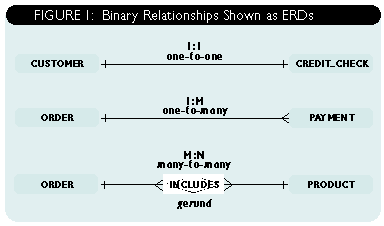 FIGURE 1: Binary Relationships Shown as ERDs
1:1
one-to-one
CUSTOMER
CREDIT_CHECK
1:M
one-to-many
ORDER
PAYMENT
M:N
many-to-many
ORDER
INCLUDES
PRODUCT
gerund